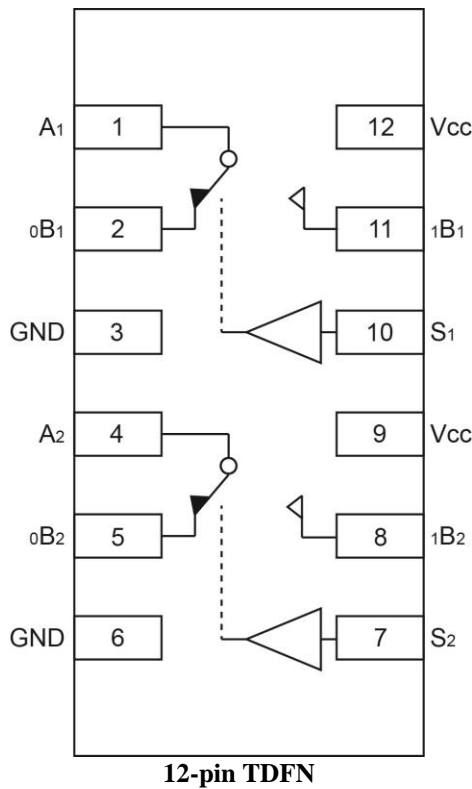 A1 1 12 Vcc
0B1 2 11 1B1
GND 3 10 S1
A2 4 9 Vcc
0B2 5 8 1B2
GND 6 7 S2
12-pin TDFN